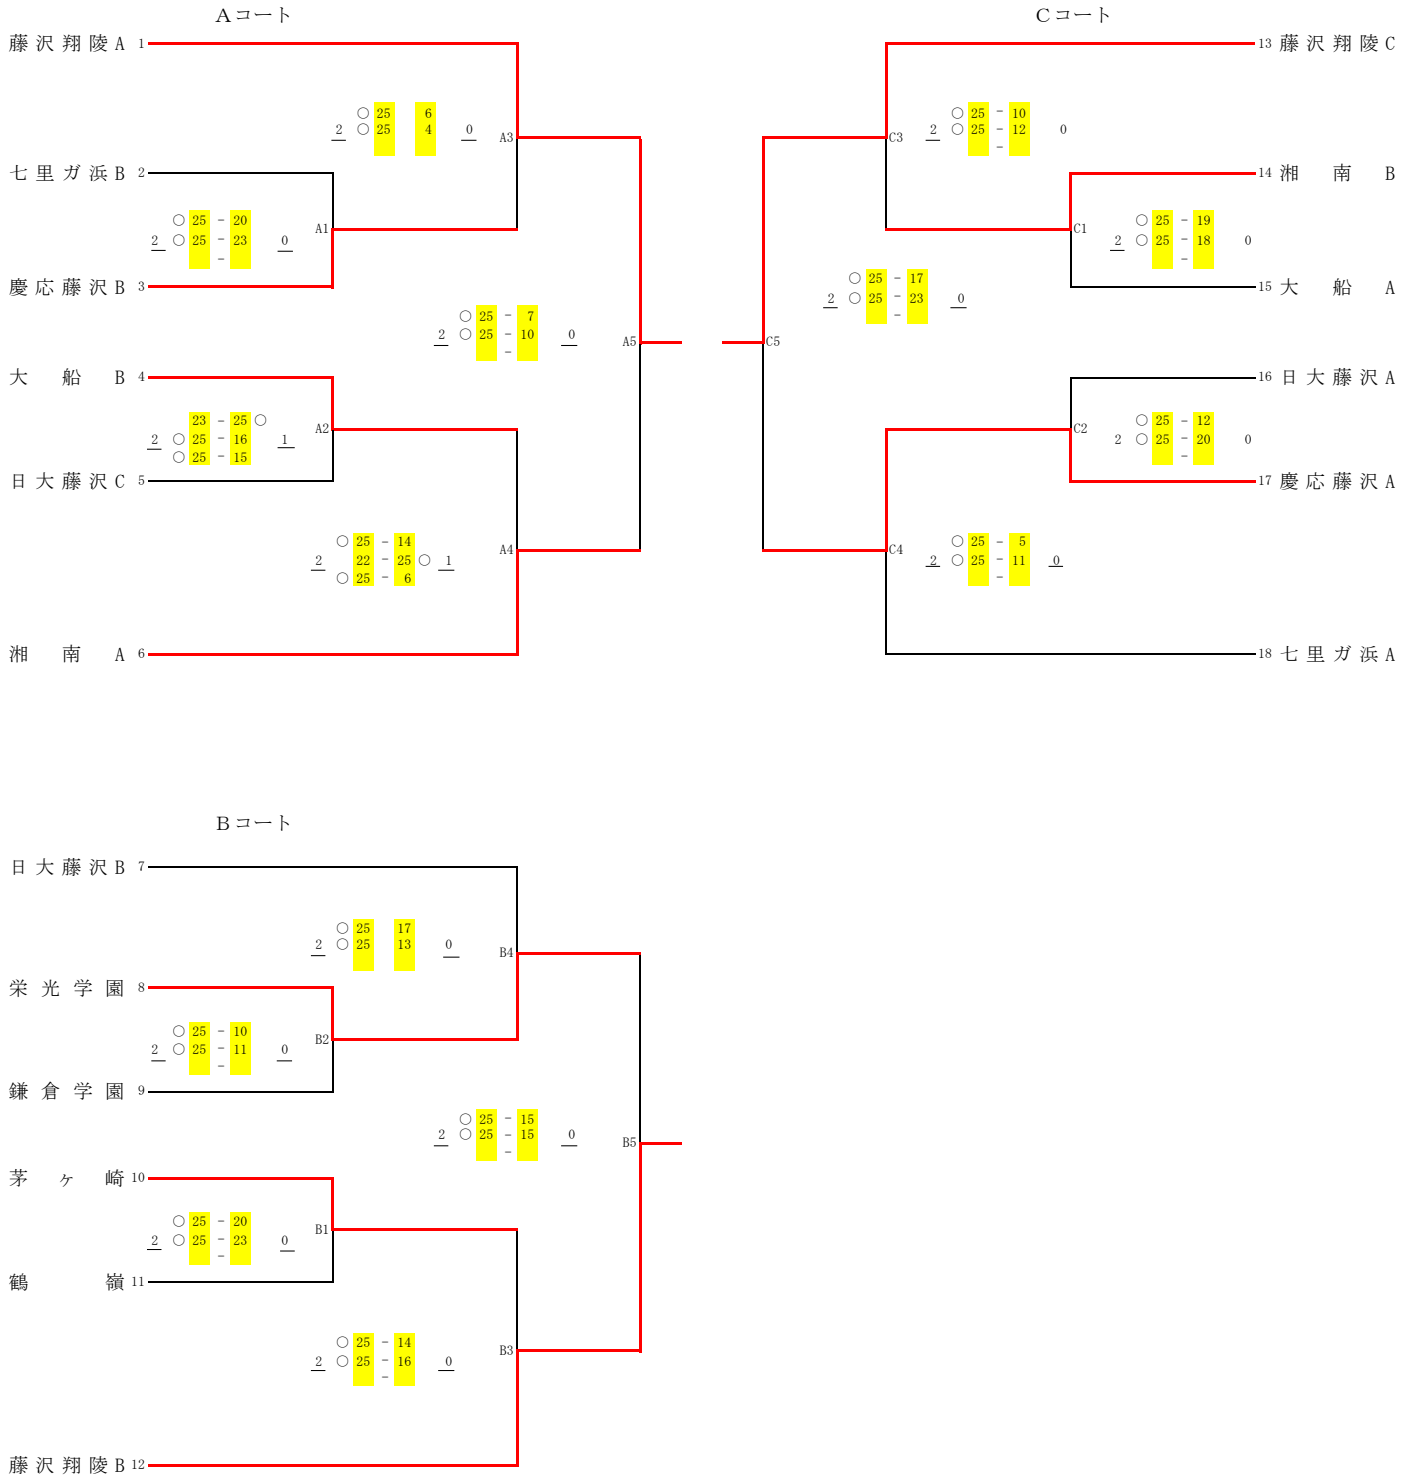 Aコート
藤沢翔陵A 1
○ 25 6
2 ○ 25 4 0
A3
七里ガ浜B 2
○ 25 - 20
2 ○ 25 - 23 0
-
A1
慶応藤沢B 3
○ 25 - 7
2 ○ 25 - 10 0
-
A5
大船B 4
23 - 25 ○
2 ○ 25 - 16 1
○ 25 - 15
A2
日大藤沢C 5
○ 25 - 14
2 22 - 25 ○ 1
○ 25 - 6
A4
湘南A 6
Cコート
13 藤沢翔陵C
○ 25 - 10
2 ○ 25 - 12 0
-
C3
14 湘南B
○ 25 - 19
2 ○ 25 - 18 0
-
C1
15 大船A
○ 25 - 17
2 ○ 25 - 23 0
-
C5
16 日大藤沢A
○ 25 - 12
2 ○ 25 - 20 0
-
C2
17 慶応藤沢A
○ 25 - 5
2 ○ 25 - 11 0
-
C4
18 七里ガ浜A
Bコート
日大藤沢B 7
○ 25 17
2 ○ 25 13 0
B4
栄光学園 8
○ 25 - 10
2 ○ 25 - 11 0
-
B2
鎌倉学園 9
○ 25 - 15
2 ○ 25 - 15 0
-
B5
茅ヶ崎 10
○ 25 - 20
2 ○ 25 - 23 0
-
B1
鶴嶺 11
○ 25 - 14
2 ○ 25 - 16 0
-
B3
藤沢翔陵B 12